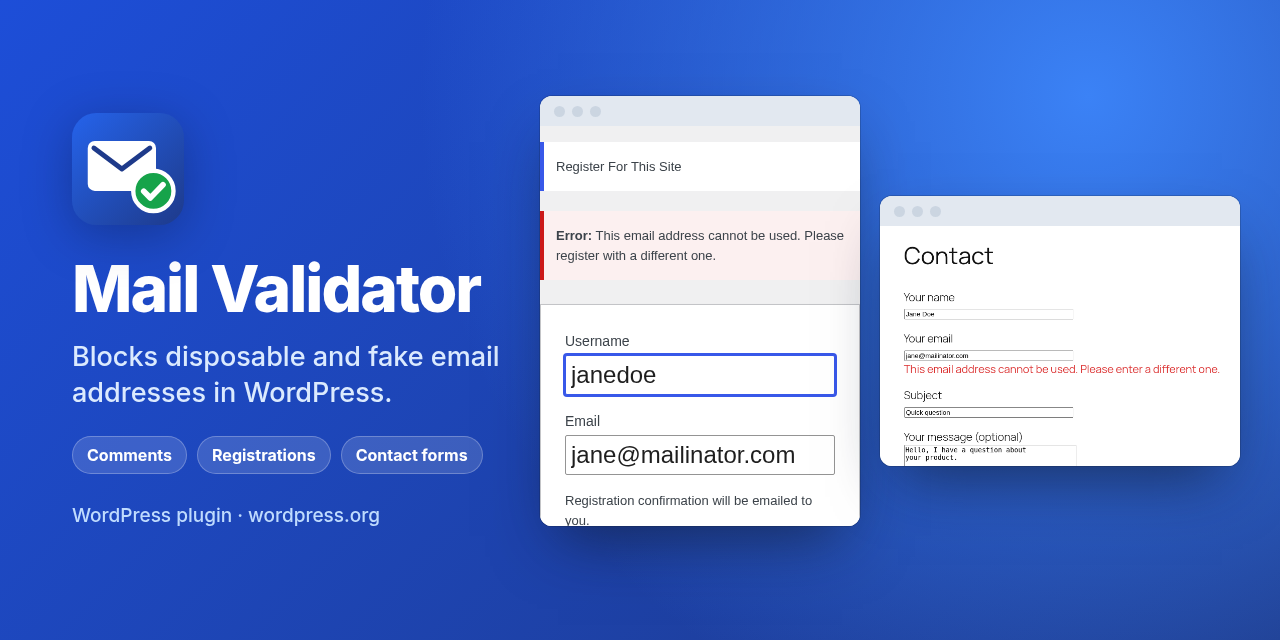 Mail Validator
Blocks disposable and fake email
addresses in WordPress.
Comments
Registrations
Contact forms
WordPress plugin · wordpress.org
Register For This Site
Error: This email address cannot be used. Please
register with a different one.
Username
janedoe
Email
jane@mailinator.com
Registration confirmation will be emailed to
you.
Contact
Your name
Jane Doe
Your email
jane@mailinator.com
This email address cannot be used. Please enter a different one.
Subject
Quick question
Your message (optional)
Hello, I have a question about
your product.